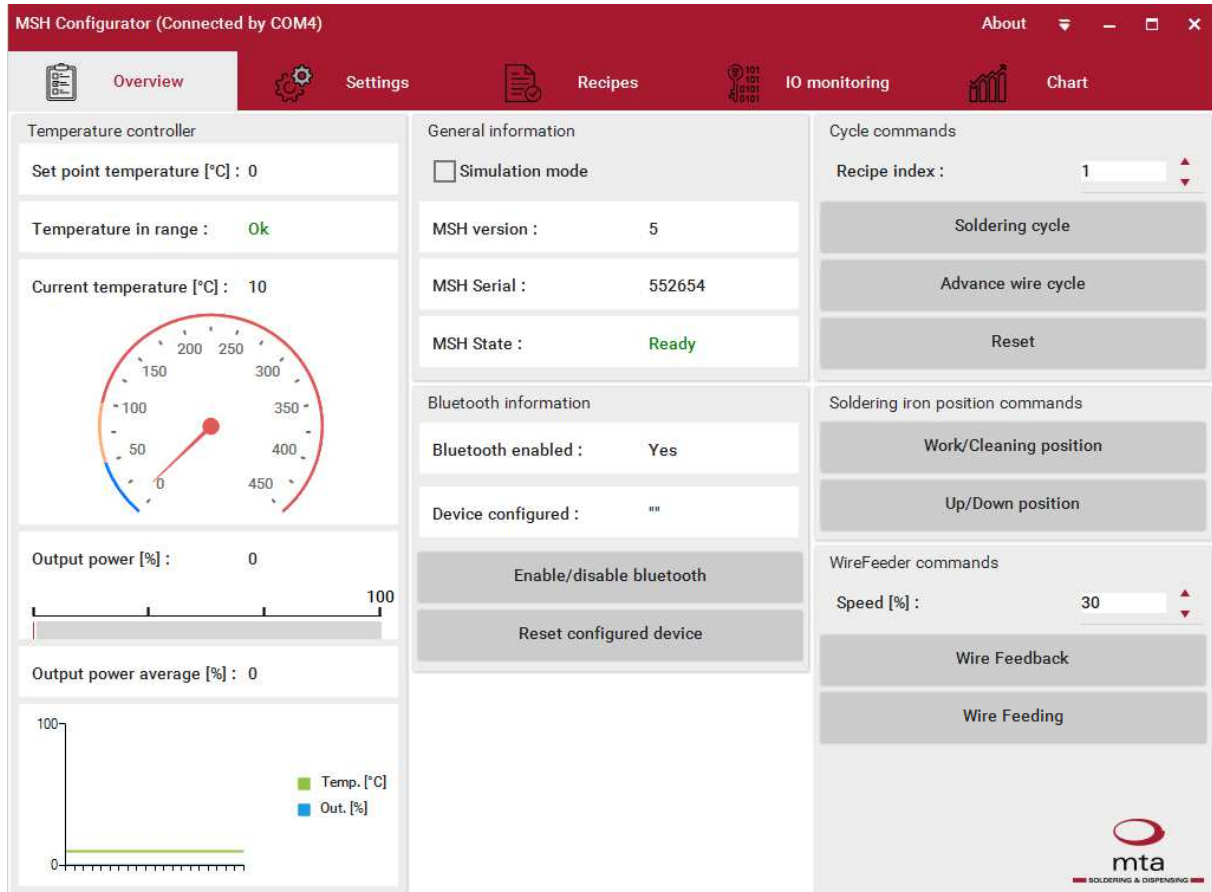 MSH Configurator (Connected by COM4)
About
Overview
Settings
Recipes
101
101
0101
0101
IO monitoring
Chart
Temperature controller
Set point temperature [°C] : 0
Temperature in range : Ok
Current temperature [°C] : 10
200 250
150 300
100 350
50 400
0 450
Output power [%] : 0
100
Output power average [%] : 0
100
0
Temp. [°C]
Out. [%]
General information
Simulation mode
MSH version : 5
MSH Serial : 552654
MSH State : Ready
Bluetooth information
Bluetooth enabled : Yes
Device configured : ""
Enable/disable bluetooth
Reset configured device
Cycle commands
Recipe index : 1
Soldering cycle
Advance wire cycle
Reset
Soldering iron position commands
Work/Cleaning position
Up/Down position
WireFeeder commands
Speed [%] : 30
Wire Feedback
Wire Feeding
mta
SOLDERING & DISPENSING